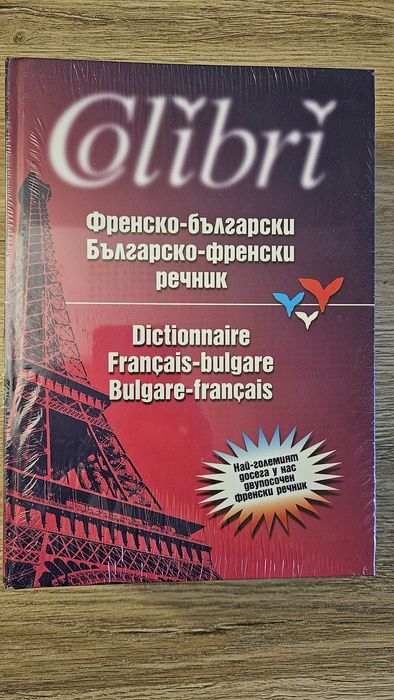 Colibri
Френско-български
Българско-френски
речник
Dictionnaire
Français-bulgare
Bulgare-français
Най-големият
досега у нас
двупосочен
френски речник